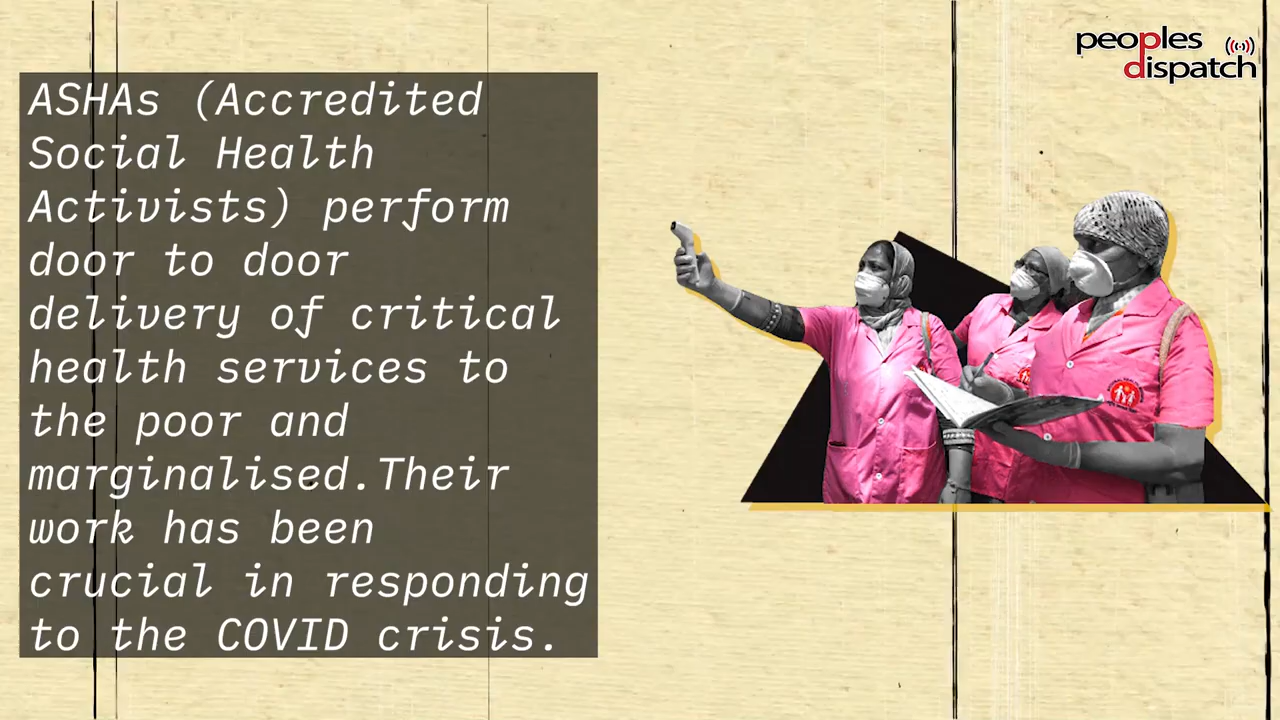 ASHAs (Accredited
Social Health
Activists) perform
door to door
delivery of critical
health services to
the poor and
marginalised.Their
work has been
crucial in responding
to the COVID crisis.
peoples
dispatch